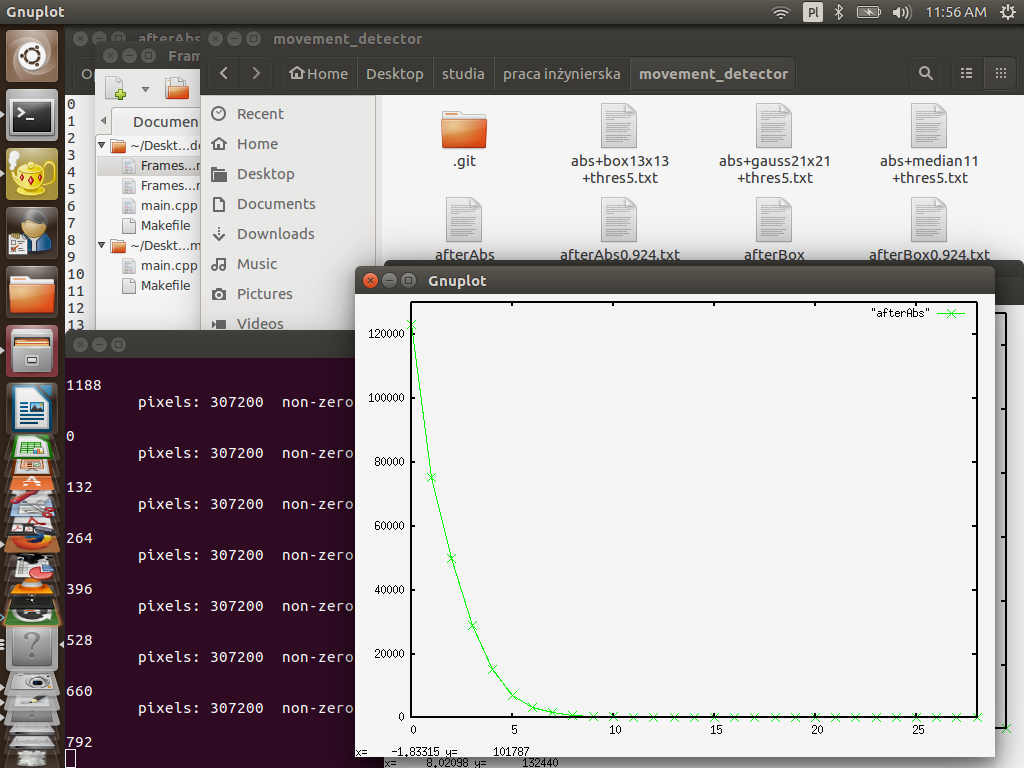 Gnuplot
Pl
11:56 AM
afterAbs
Fram
movement_detector
Home
Desktop
studia
praca inżynierska
movement_detector
0
1
2
3
4
5
6
7
8
9
10
11
12
13
Documen
~/Deskt...de
Frames...r
Frames...r
main.cpp
Makefile
~/Deskt...m
main.cpp
Makefile
Recent
Home
Desktop
Documents
Downloads
Music
Pictures
Videos
.git
abs+box13x13
+thres5.txt
abs+gauss21x21
+thres5.txt
abs+median11
+thres5.txt
afterAbs
afterAbs0.924.txt
afterBox
afterBox0.924.txt
1188
pixels: 307200 non-zero
0
pixels: 307200 non-zero
132
pixels: 307200 non-zero
264
pixels: 307200 non-zero
396
pixels: 307200 non-zero
528
pixels: 307200 non-zero
660
pixels: 307200 non-zero
792
Gnuplot
"afterAbs"
120000
100000
80000
60000
40000
20000
0
0 5 10 15 20 25
x= -1.83315 y= 101787
x= 8.02098 y= 132440